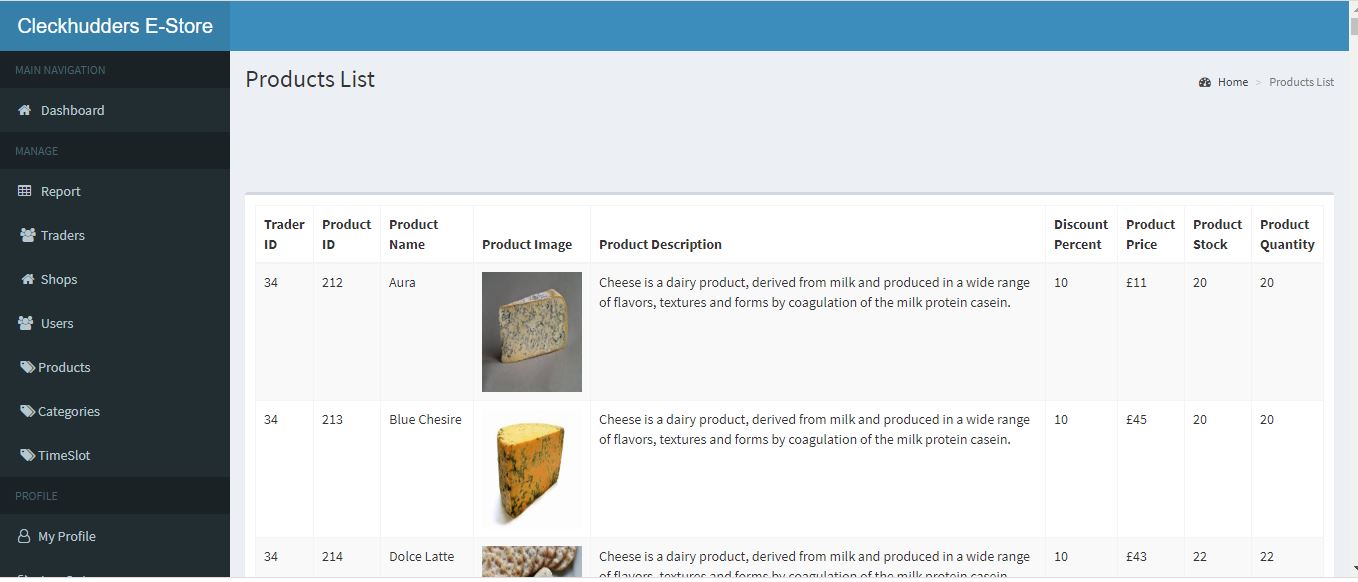 Cleckhudders E-Store
MAIN NAVIGATION
Dashboard
MANAGE
Report
Traders
Shops
Users
Products
Categories
TimeSlot
PROFILE
My Profile
Products List
Home > Products List
Trader ID
Product ID
Product Name
Product Image
Product Description
Discount Percent
Product Price
Product Stock
Product Quantity
34
212
Aura
Cheese is a dairy product, derived from milk and produced in a wide range
of flavors, textures and forms by coagulation of the milk protein casein.
10
£11
20
20
34
213
Blue Chesire
Cheese is a dairy product, derived from milk and produced in a wide range
of flavors, textures and forms by coagulation of the milk protein casein.
10
£45
20
20
34
214
Dolce Latte
Cheese is a dairy product, derived from milk and produced in a wide range
of flavors, textures and forms by coagulation of the milk protein casein.
10
£43
22
22